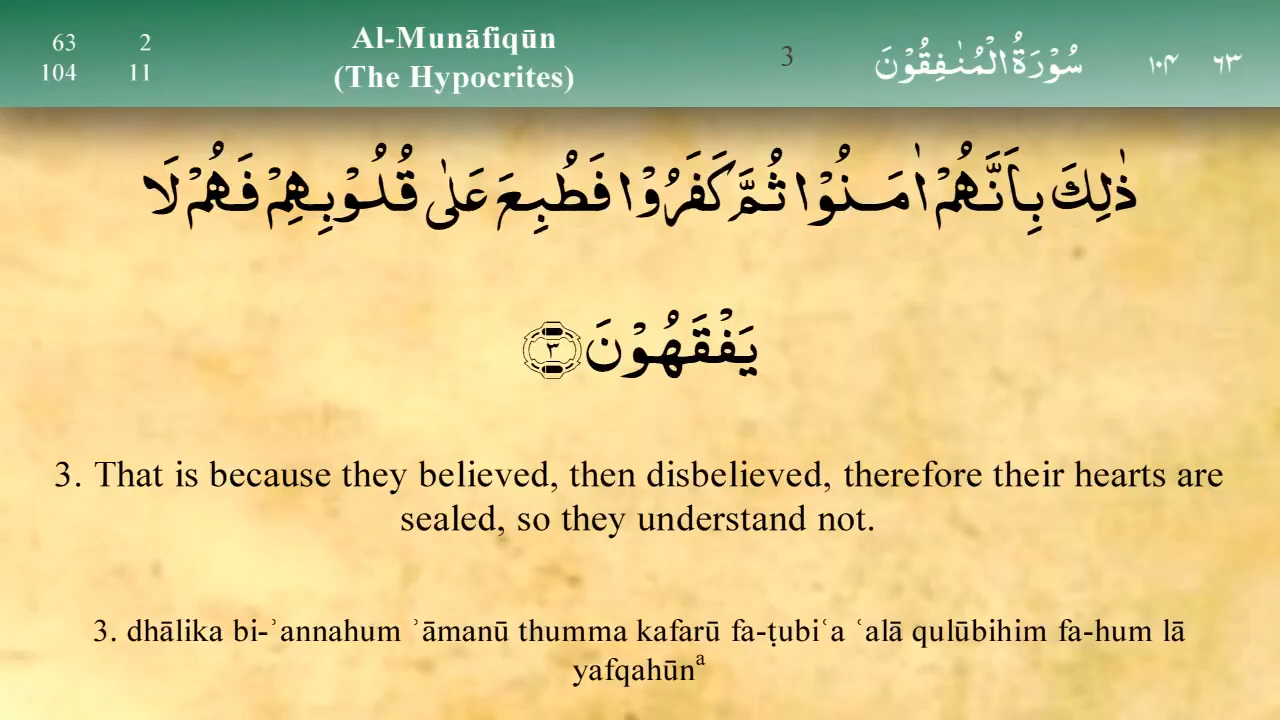 63 2 Al-Munāfiqūn
104 11 (The Hypocrites)
3
سُوْرَةُ الْمُنٰفِقُوْنَ ١٠٤ ٦٣
ذٰلِكَ بِاَنَّهُمْ اٰمَنُوْا ثُمَّ كَفَرُوْا فَطُبِعَ عَلٰى قُلُوْبِهِمْ فَهُمْ لَا
يَفْقَهُوْنَ ٣
3. That is because they believed, then disbelieved, therefore their hearts are
sealed, so they understand not.
3. dhālika bi-ʾannahum ʾāmanū thumma kafarū fa-ṭubiʿa ʿalā qulūbihim fa-hum lā
yafqahūnᵃ